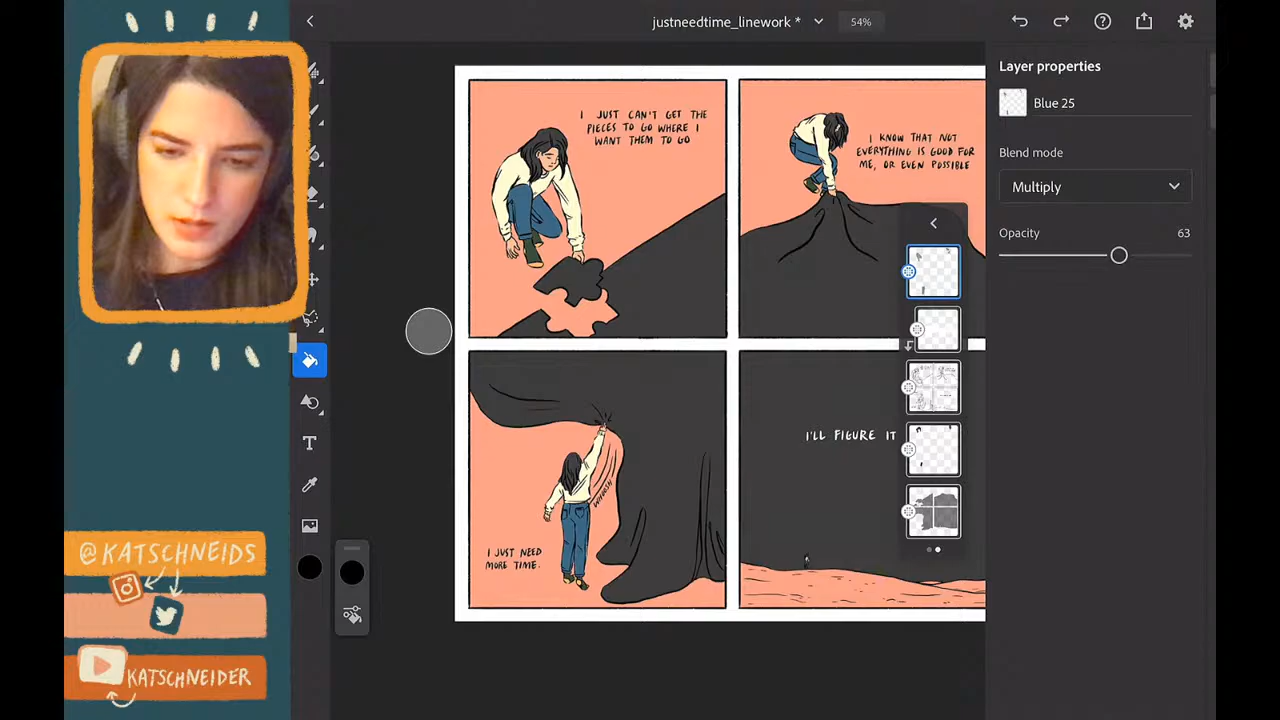 justneedtime_linework *
54%
Layer properties
Blue 25
Blend mode
Multiply
Opacity
63
I JUST CAN'T GET THE
PIECES TO GO WHERE I
WANT THEM TO GO
I KNOW THAT NOT
EVERYTHING IS GOOD FOR
ME, OR EVEN POSSIBLE
WHOOSH
I JUST NEED
MORE TIME.
I'LL FIGURE IT
T
@KATSCHNEIDS
KATSCHNEIDER